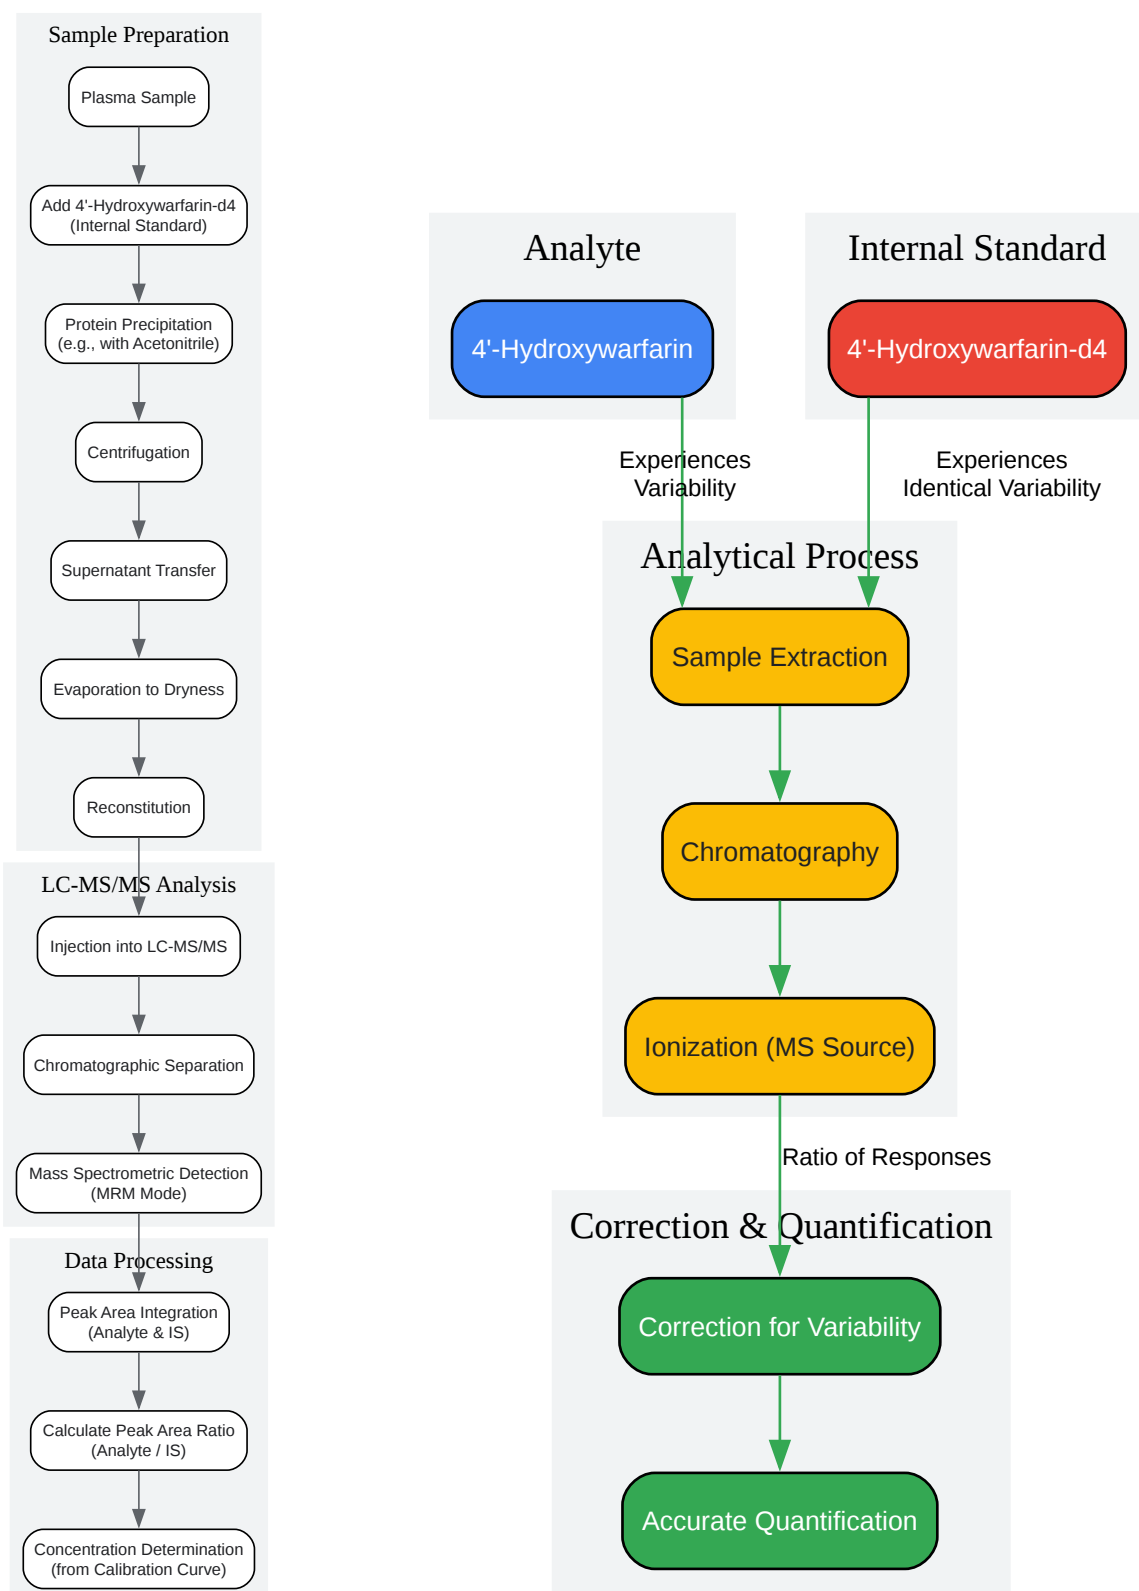 Sample Preparation
Plasma Sample
Add 4'-Hydroxywarfarin-d4
(Internal Standard)
Protein Precipitation
(e.g., with Acetonitrile)
Centrifugation
Supernatant Transfer
Evaporation to Dryness
Reconstitution
LC-MS/MS Analysis
Injection into LC-MS/MS
Chromatographic Separation
Mass Spectrometric Detection
(MRM Mode)
Data Processing
Peak Area Integration
(Analyte & IS)
Calculate Peak Area Ratio
(Analyte / IS)
Concentration Determination
(from Calibration Curve)
Analyte
4'-Hydroxywarfarin
Internal Standard
4'-Hydroxywarfarin-d4
Experiences
Variability
Experiences
Identical Variability
Analytical Process
Sample Extraction
Chromatography
Ionization (MS Source)
Ratio of Responses
Correction & Quantification
Correction for Variability
Accurate Quantification